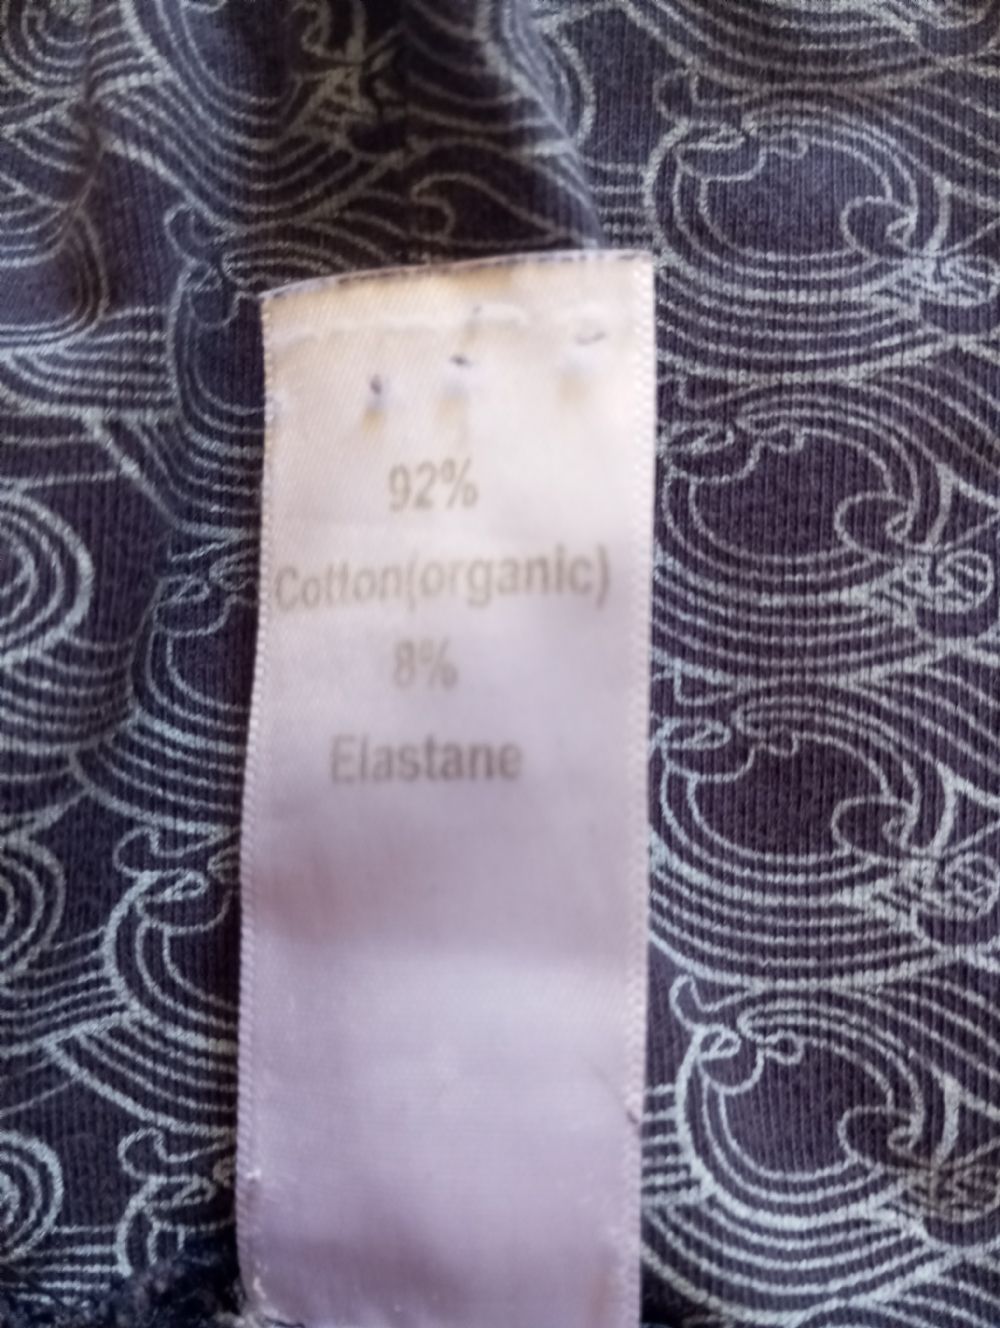 92%
Cotton(organic)
8%
Elastane